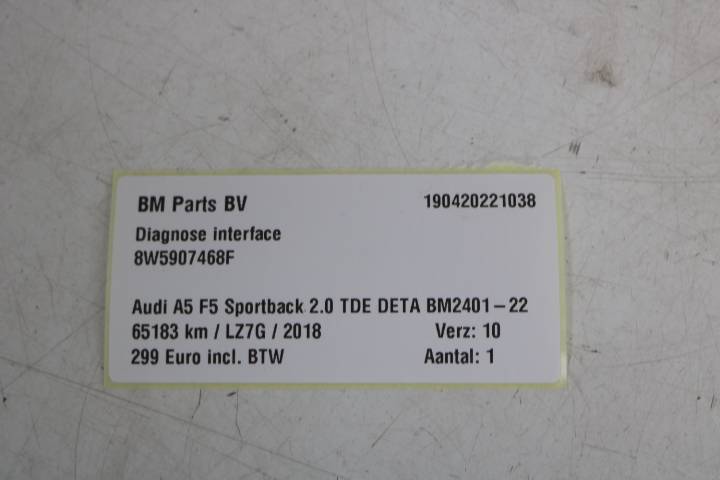 BM Parts BV 190420221038
Diagnose interface
8W5907468F
Audi A5 F5 Sportback 2.0 TDE DETA BM2401-22
65183 km / LZ7G / 2018 Verz: 10
299 Euro incl. BTW Aantal: 1